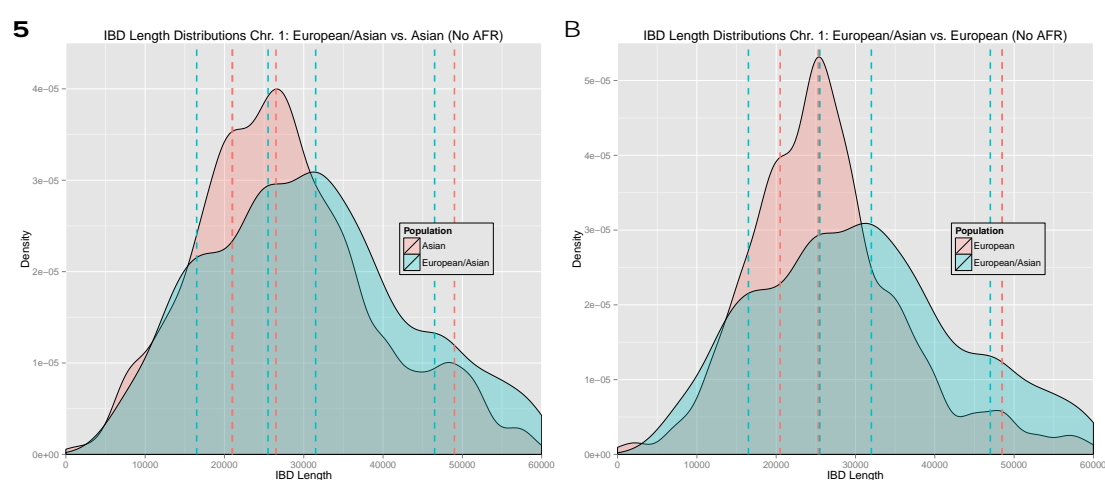 5
IBD Length Distributions Chr. 1: European/Asian vs. Asian (No AFR)
4e−05
3e−05
2e−05
1e−05
0e+00
Density
0 10000 20000 30000 40000 50000 60000
IBD Length
Population
Asian
European/Asian
B
IBD Length Distributions Chr. 1: European/Asian vs. European (No AFR)
5e−05
4e−05
3e−05
2e−05
1e−05
0e+00
Density
0 10000 20000 30000 40000 50000 60000
IBD Length
Population
European
European/Asian